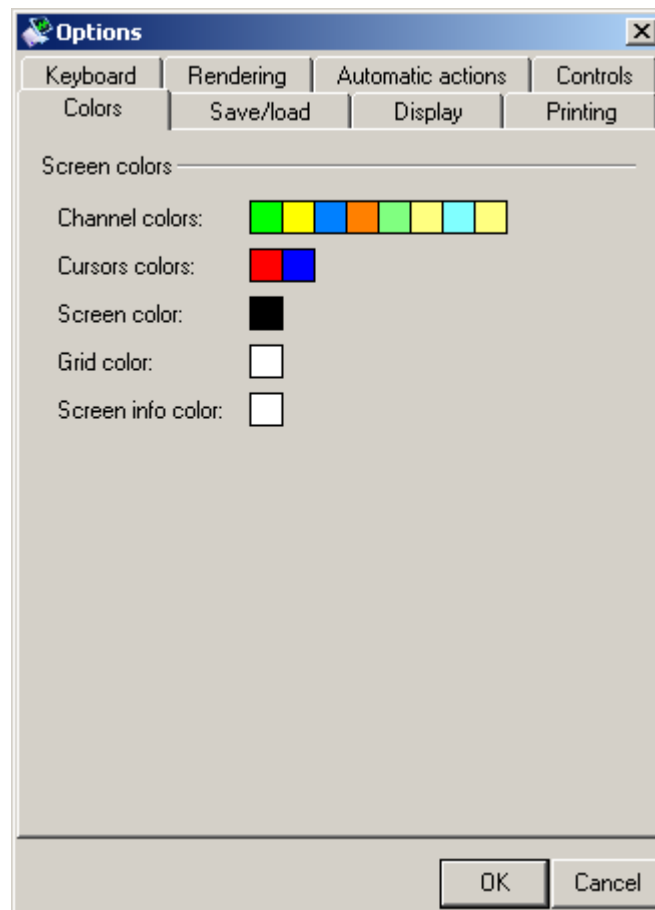 Options
Keyboard Rendering Automatic actions Controls
Colors Save/load Display Printing
Screen colors
Channel colors:
Cursors colors:
Screen color:
Grid color:
Screen info color:
OK Cancel